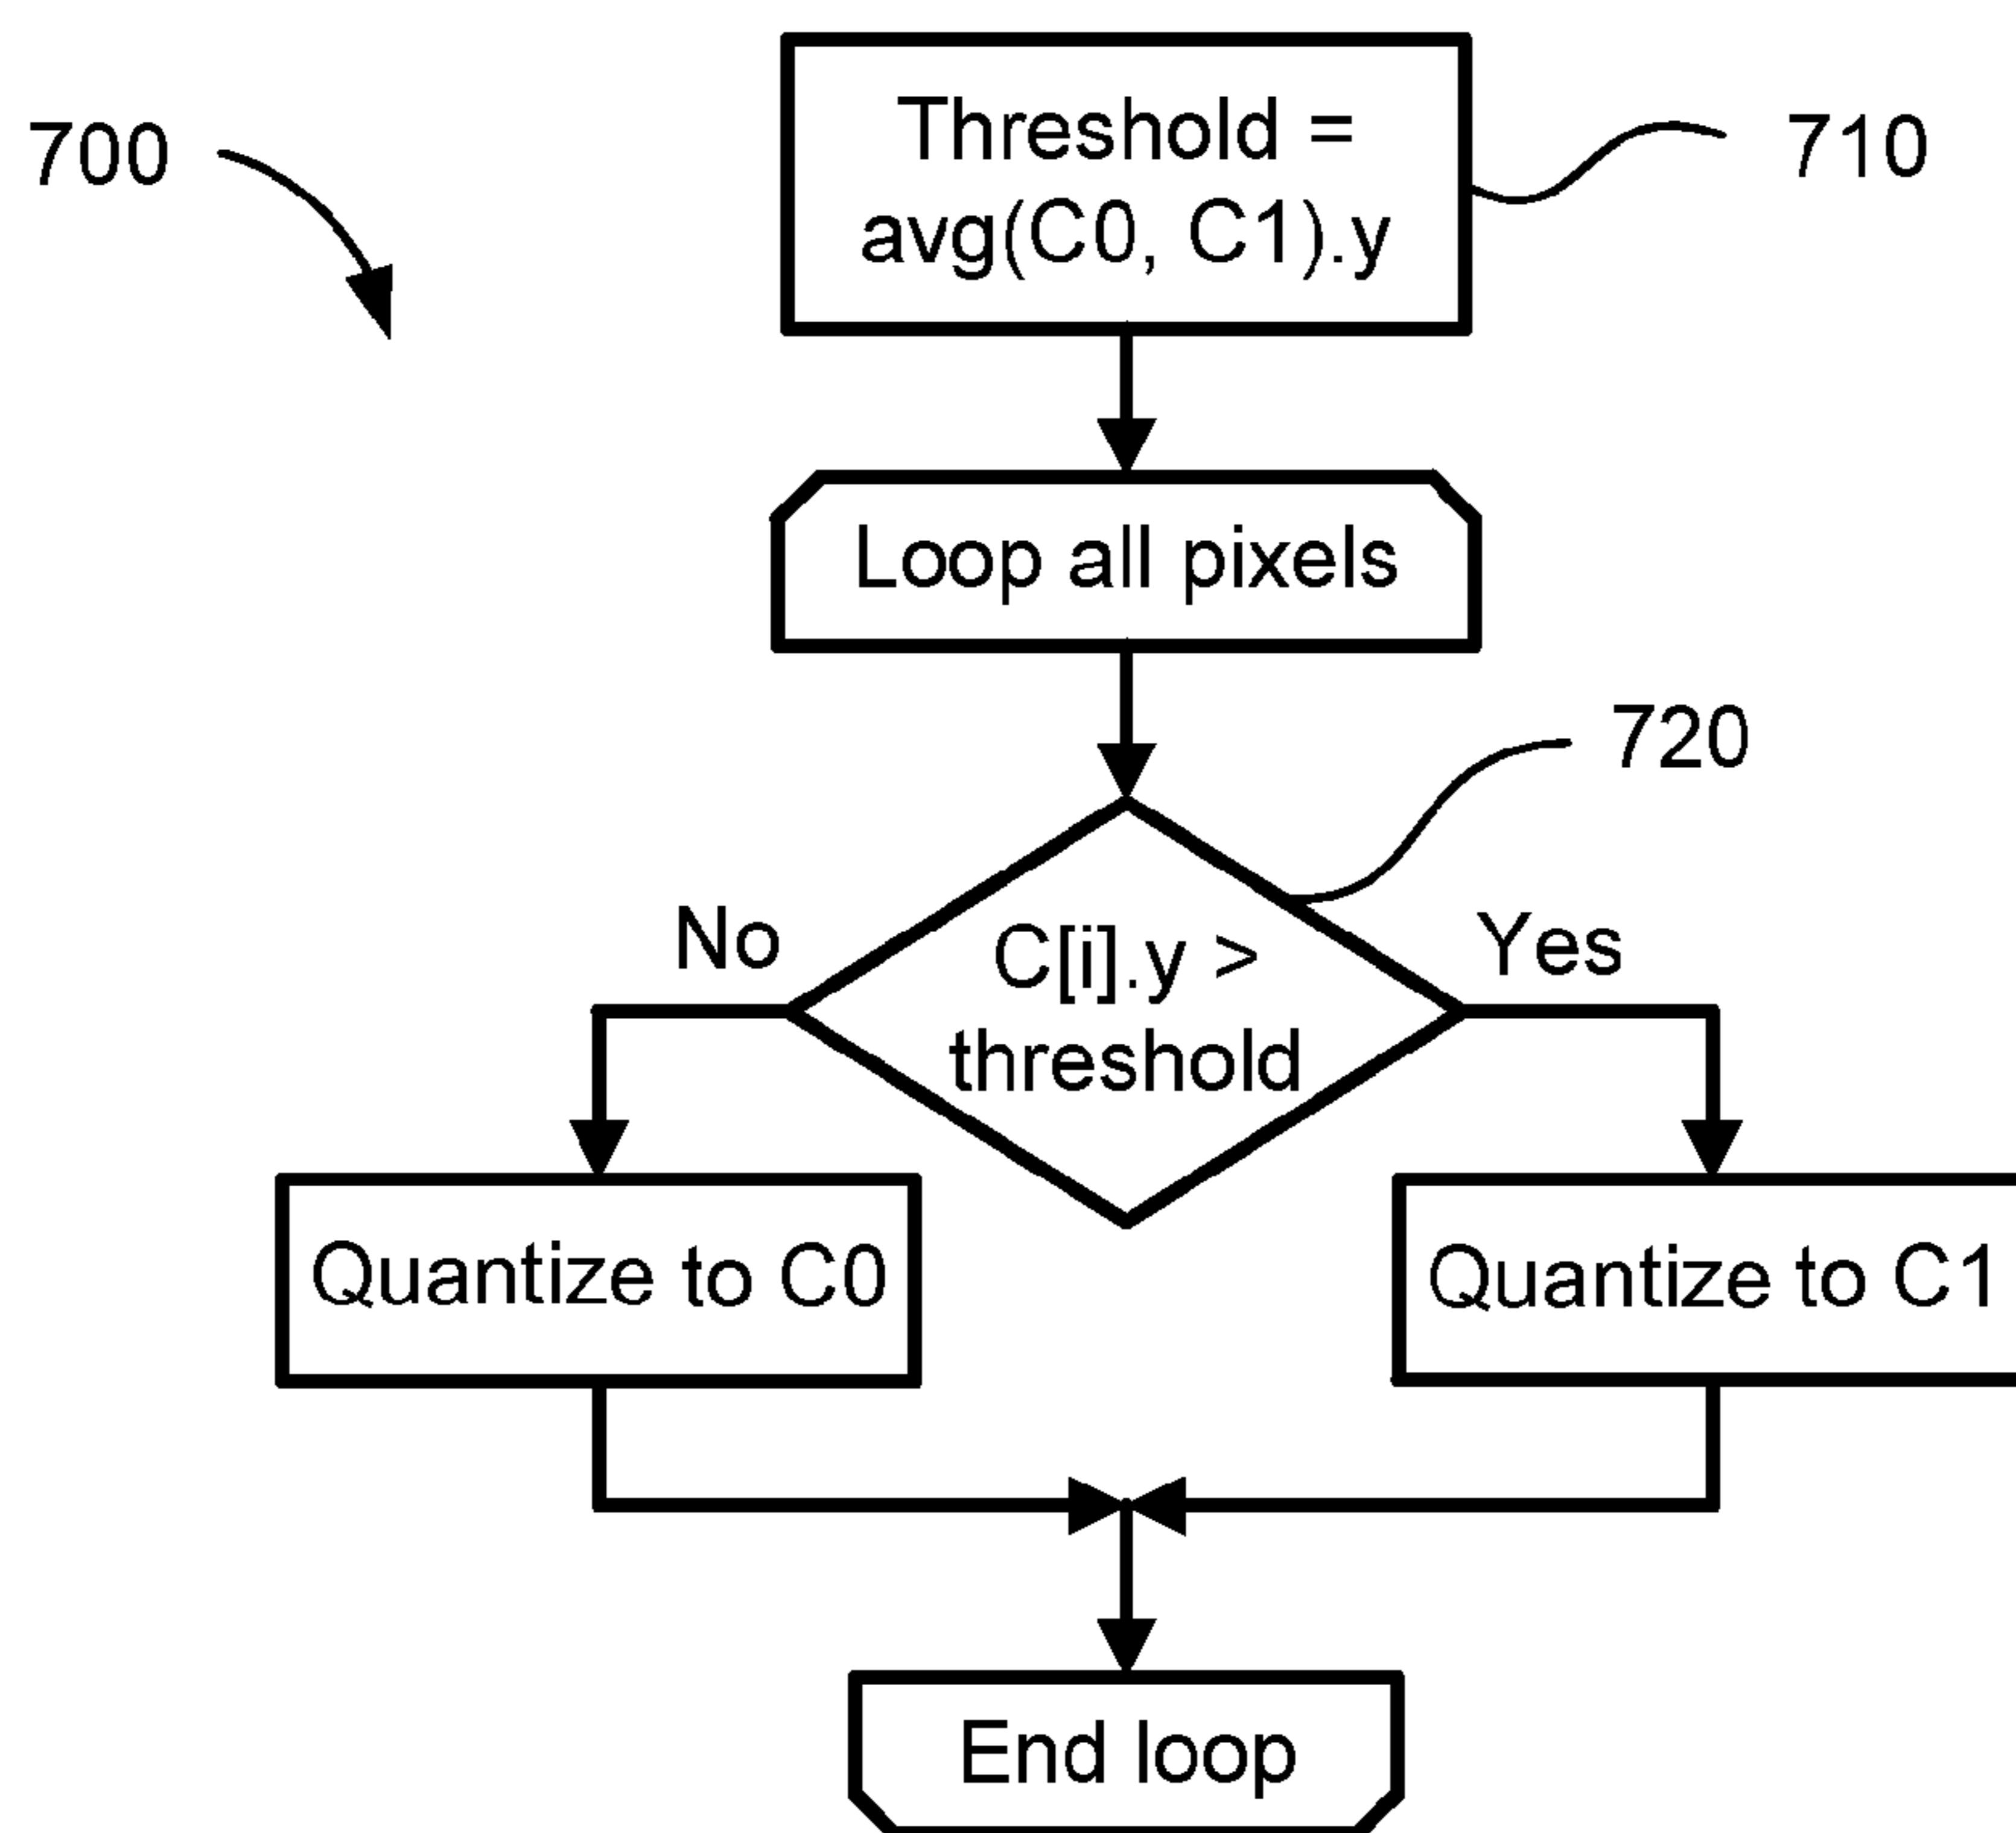 700
Threshold =
avg(C0, C1).y
710
Loop all pixels
720
No
C[i].y >
threshold
Yes
Quantize to C0
Quantize to C1
End loop